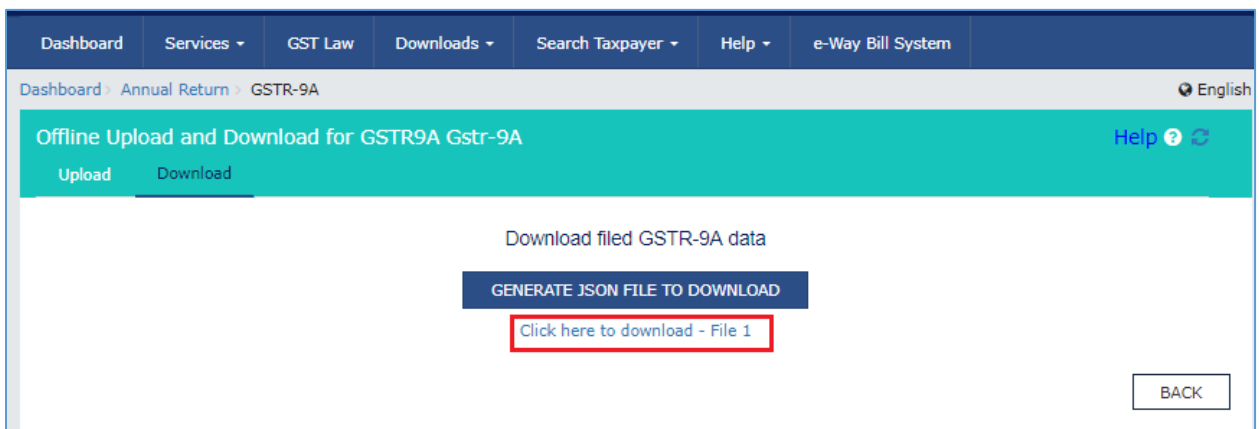 Dashboard Services GST Law Downloads Search Taxpayer Help e-Way Bill System
Dashboard › Annual Return › GSTR-9A English
Offline Upload and Download for GSTR9A Gstr-9A Help ?
Upload Download
Download filed GSTR-9A data
GENERATE JSON FILE TO DOWNLOAD
Click here to download - File 1
BACK